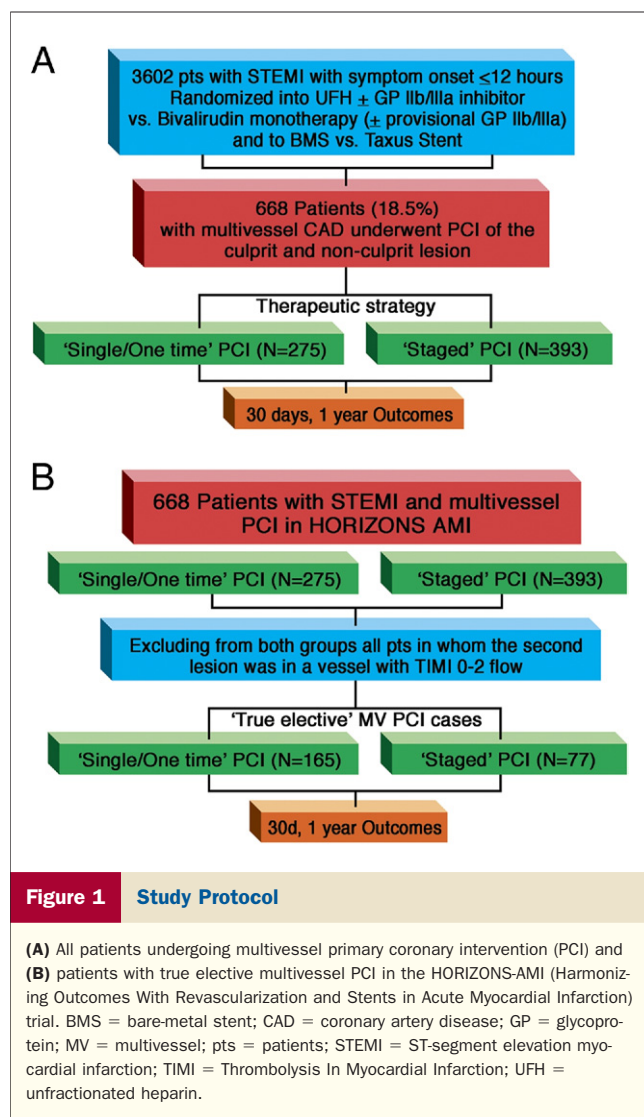 A
3602 pts with STEMI with symptom onset ≤12 hours
Randomized into UFH ± GP IIb/IIIa inhibitor
vs. Bivalirudin monotherapy (± provisional GP IIb/IIIa)
and to BMS vs. Taxus Stent
668 Patients (18.5%)
with multivessel CAD underwent PCI of the
culprit and non-culprit lesion
Therapeutic strategy
'Single/One time' PCI (N=275)
'Staged' PCI (N=393)
30 days, 1 year Outcomes
B
668 Patients with STEMI and multivessel
PCI in HORIZONS AMI
'Single/One time' PCI (N=275)
'Staged' PCI (N=393)
Excluding from both groups all pts in whom the second
lesion was in a vessel with TIMI 0-2 flow
'True elective' MV PCI cases
'Single/One time' PCI (N=165)
'Staged' PCI (N=77)
30d, 1 year Outcomes
Figure 1 Study Protocol
(A) All patients undergoing multivessel primary coronary intervention (PCI) and
(B) patients with true elective multivessel PCI in the HORIZONS-AMI (Harmoniz-
ing Outcomes With Revascularization and Stents in Acute Myocardial Infarction)
trial. BMS = bare-metal stent; CAD = coronary artery disease; GP = glycopro-
tein; MV = multivessel; pts = patients; STEMI = ST-segment elevation myo-
cardial infarction; TIMI = Thrombolysis In Myocardial Infarction; UFH =
unfractionated heparin.